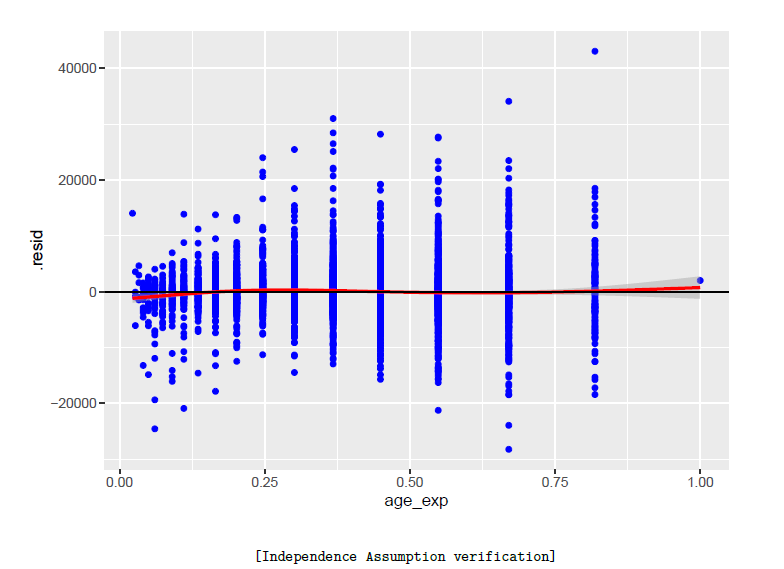 40000
20000
0
−20000
.resid
0.00 0.25 0.50 0.75 1.00
age_exp
[Independence Assumption verification]